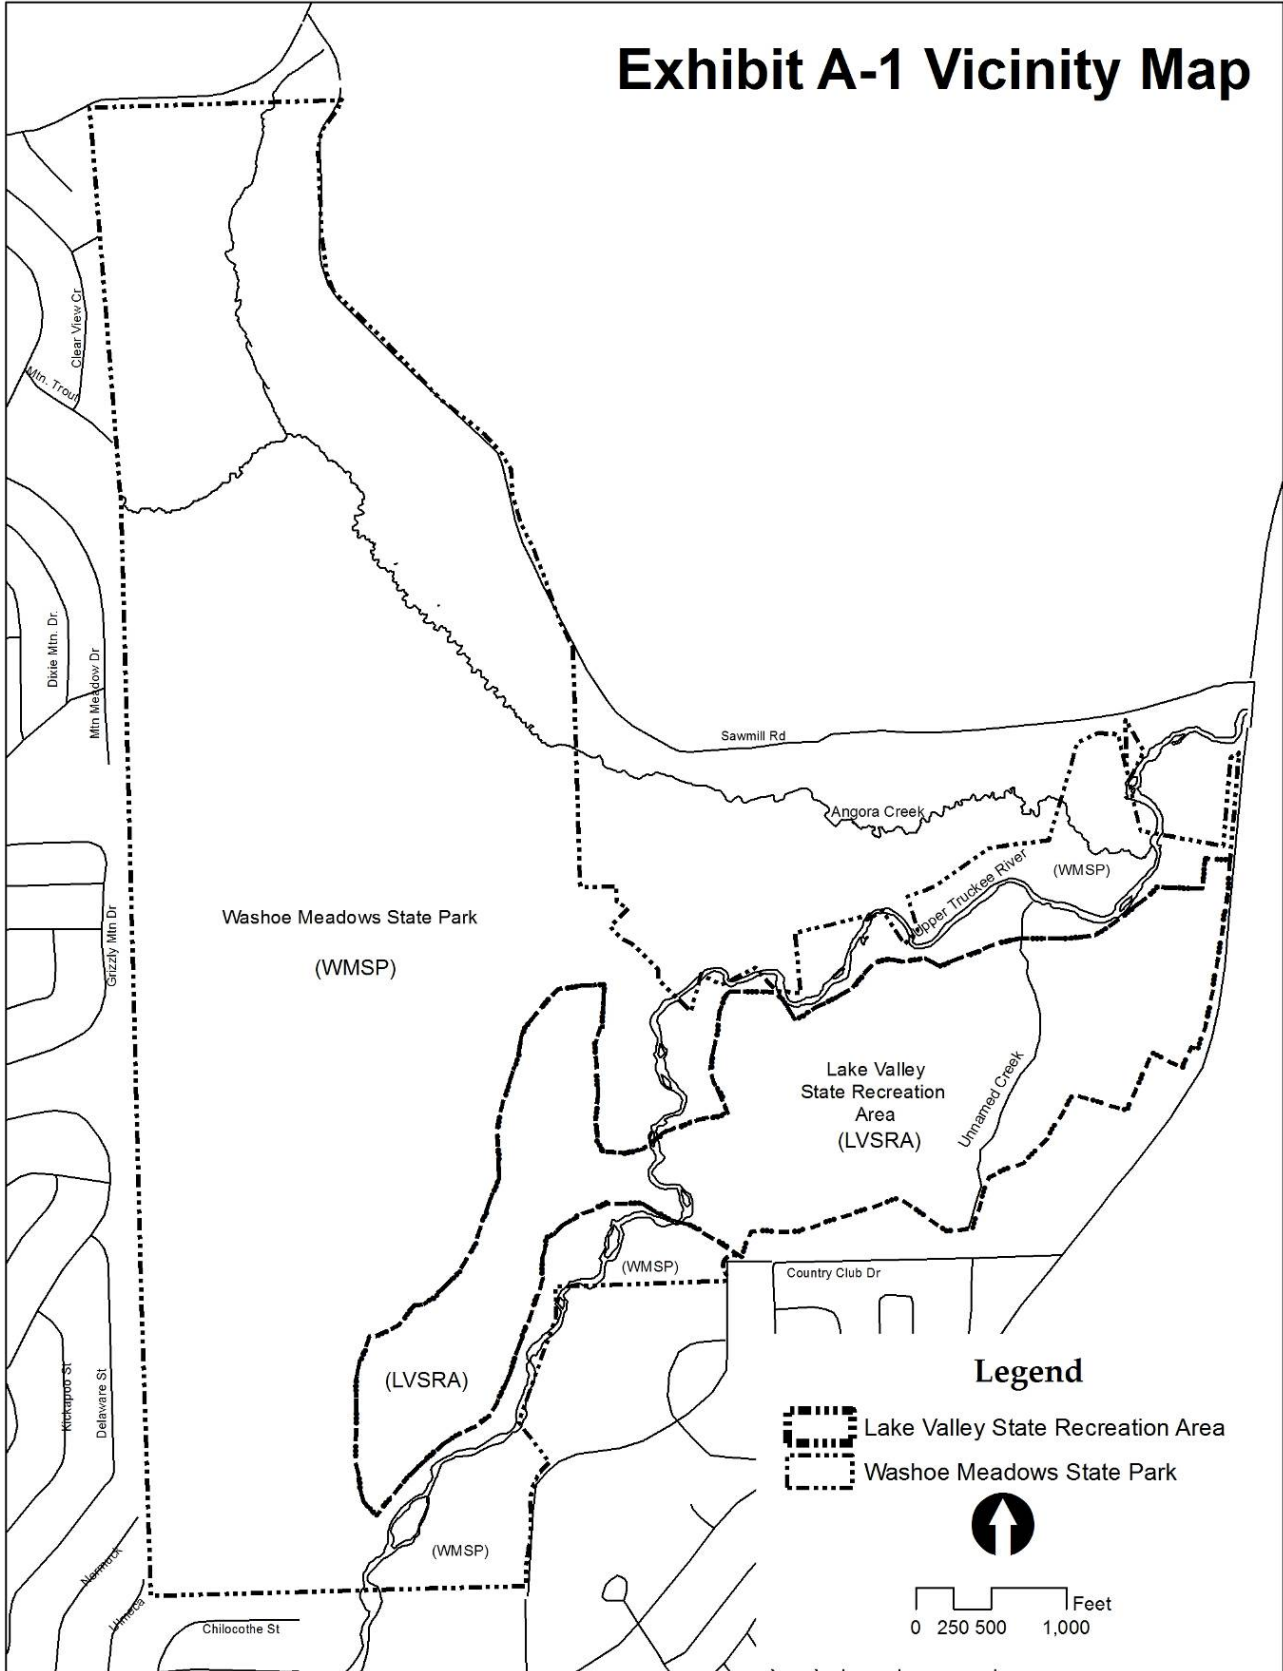 Exhibit A-1 Vicinity Map
Clear View Cr
Mtn. Trout
Dixie Mtn. Dr.
Mtn Meadow Dr
Sawmill Rd
Angora Creek
Upper Truckee River
(WMSP)
Grizzly Mtn Dr
Washoe Meadows State Park
(WMSP)
Lake Valley
State Recreation
Area
(LVSRA)
Unnamed Creek
(WMSP)
Country Club Dr
(LVSRA)
Kickapoo St
Delaware St
(WMSP)
Normuck
Ulmeca
Chilocothe St
Legend
Lake Valley State Recreation Area
Washoe Meadows State Park
Feet
0 250 500 1,000